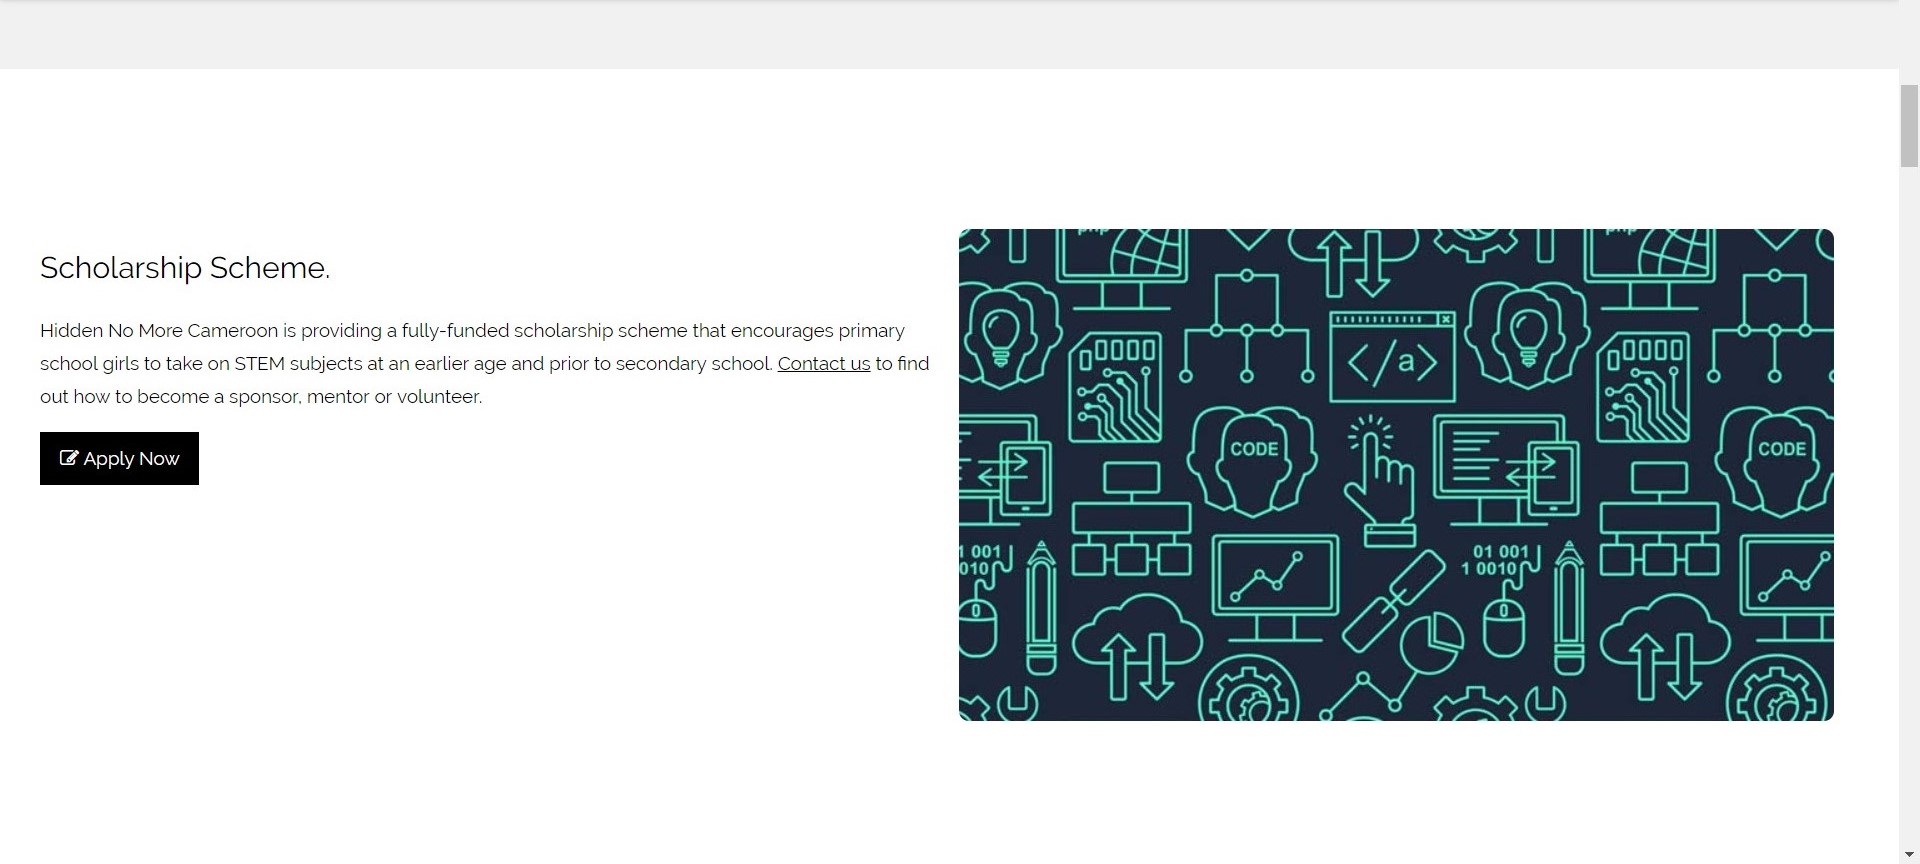 Scholarship Scheme.
Hidden No More Cameroon is providing a fully-funded scholarship scheme that encourages primary
school girls to take on STEM subjects at an earlier age and prior to secondary school. Contact us to find
out how to become a sponsor, mentor or volunteer.
Apply Now
php
php
</a>
CODE
CODE
1 001
010
01 001
1 0010
0
0